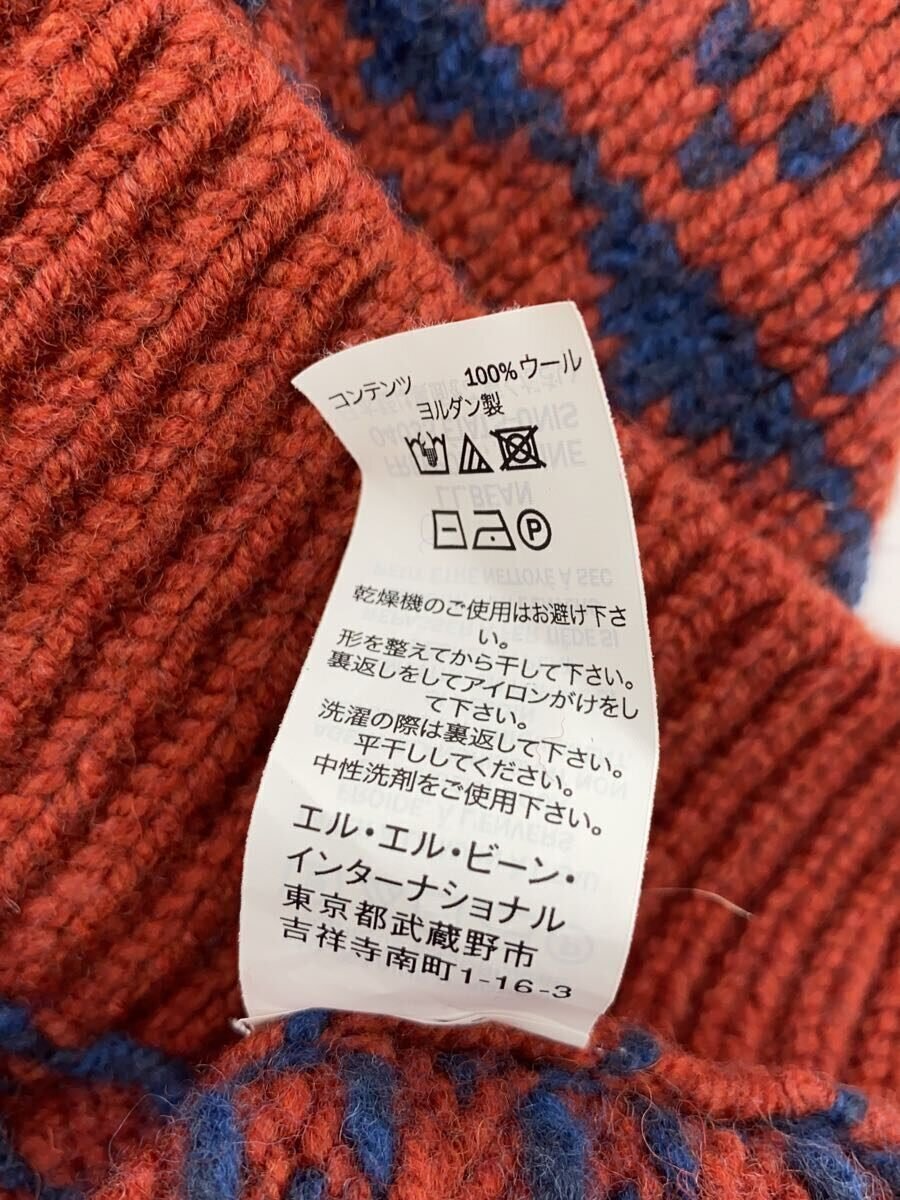 コンテンツ 100% ウール
ヨルダン製
P
乾燥機のご使用はお避け下さ
い。
形を整えてから干して下さい。
裏返しをしてアイロンがけをし
て下さい。
洗濯の際は裏返して下さい。
平干ししてください。
中性洗剤をご使用下さい。
エル・エル・ビーン・
インターナショナル
東京都武蔵野市
吉祥寺南町1-16-3